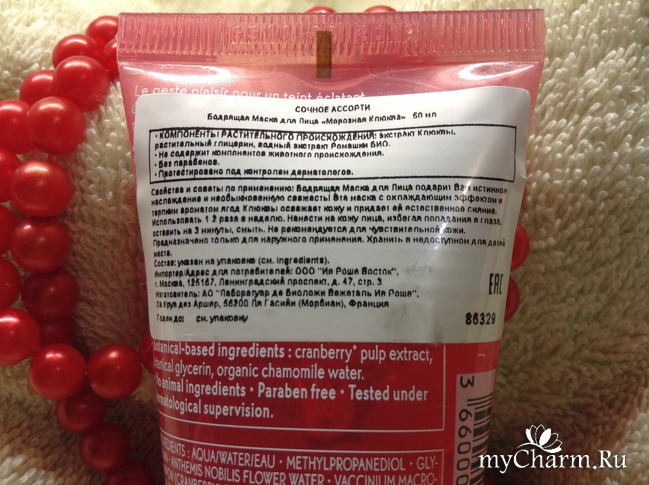 Le geste plaisir pour un teint éclatant
СОЧНОЕ АССОРТИ
Бодрящая Маска для Лица «Морозная Клюква» 50 мл
• КОМПОНЕНТЫ РАСТИТЕЛЬНОГО ПРОИСХОЖДЕНИЯ: экстракт Клюквы,
растительный глицерин, водный экстракт Ромашки БИО.
• Не содержит компонентов животного происхождения.
• Без парабенов.
• Протестировано под контролем дерматологов.
Свойства и советы по применению: Бодрящая Маска для Лица подарит Вам истинное
наслаждение и необыкновенную свежесть! Эта маска с охлаждающим эффектом и
терпким ароматом ягод Клюквы освежает кожу и придает ей естественное сияние.
Использовать 1 2 раза в неделю. Нанести на кожу лица, избегая попадания в глаза,
оставить на 3 минуты, смыть. Не рекомендуется для чувствительной кожи.
Предназначено только для наружного применения. Хранить в недоступном для детей
месте.
Состав: указан на упаковке (см. Ingredients).
Импортер/Адрес для потребителей: ООО "Ив Роше Восток",
г. Москва, 125167, Ленинградский проспект, д. 47, стр. 3
Изготовитель: АО "Лаборатуар де Биоложи Вежеталь Ив Роше",
Ла Круа дез Аршер, 56200 Ля Гасийи (Морбиан), Франция
Годен до: см. упаковку
EAC
86329
botanical-based ingredients : cranberry* pulp extract,
botanical glycerin, organic chamomile water.
No animal ingredients • Paraben free • Tested under
dermatological supervision.
INGREDIENTS : AQUA/WATER/EAU • METHYLPROPANEDIOL • GLY-
• ANTHEMIS NOBILIS FLOWER WATER • VACCINIUM MACRO-
3 66000
myCharm.Ru